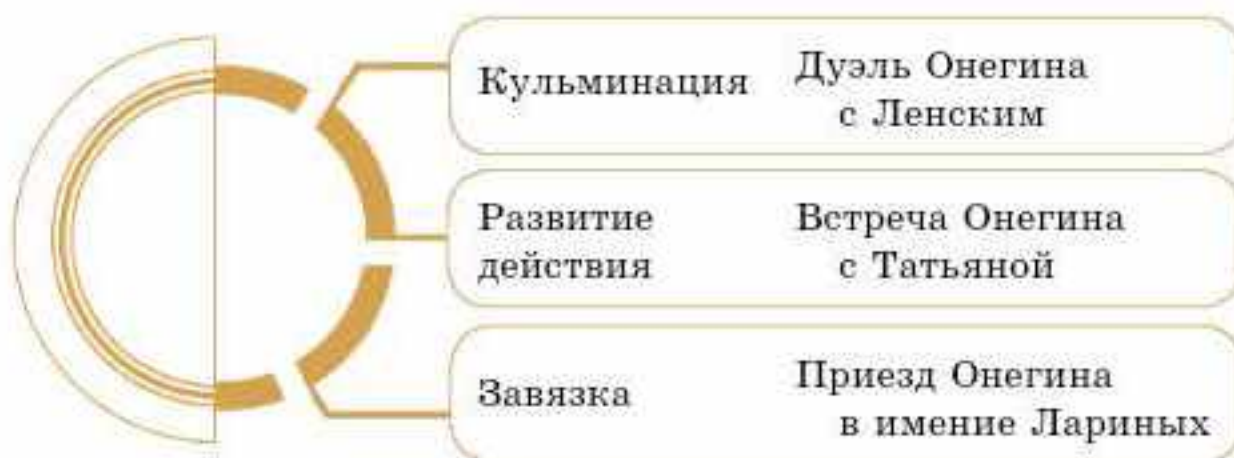 Кульминация
Дуэль Онегина
с Ленским
Развитие
действия
Встреча Онегина
с Татьяной
Завязка
Приезд Онегина
в имение Лариных